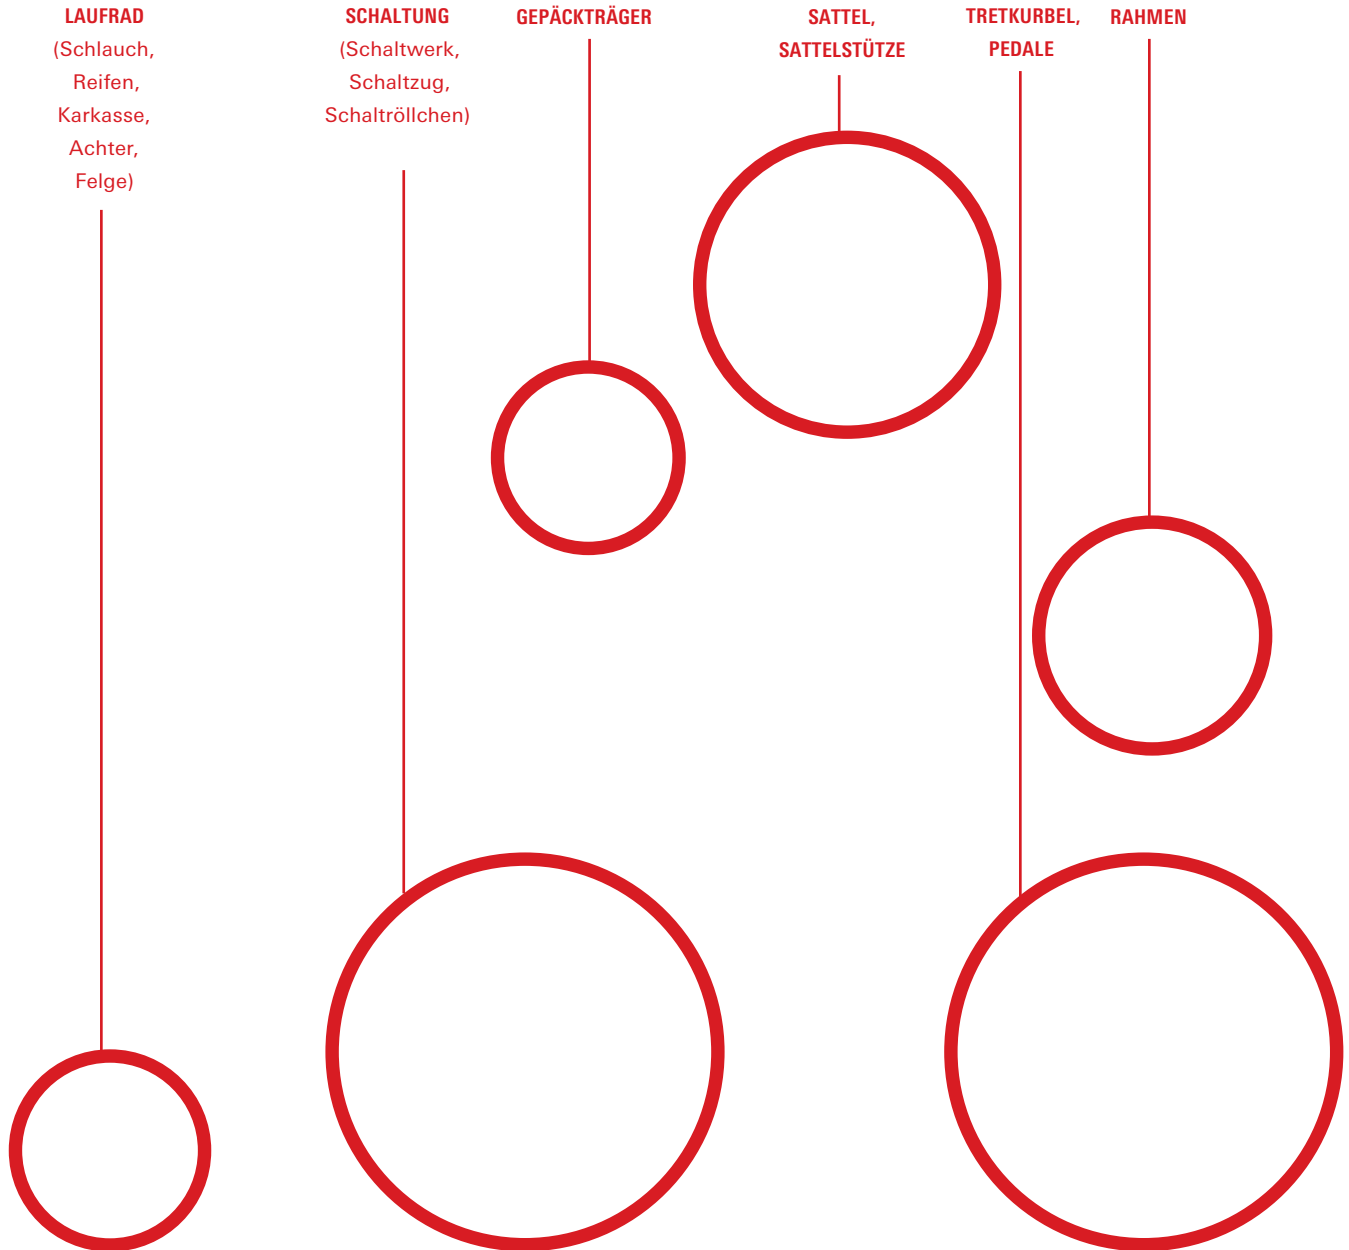 LAUFRAD
(Schlauch,
Reifen,
Karkasse,
Achter,
Felge)
SCHALTUNG
(Schaltwerk,
Schaltzug,
Schaltröllchen)
GEPÄCKTRÄGER
SATTEL,
SATTELSTÜTZE
TRETKURBEL,
PEDALE
RAHMEN